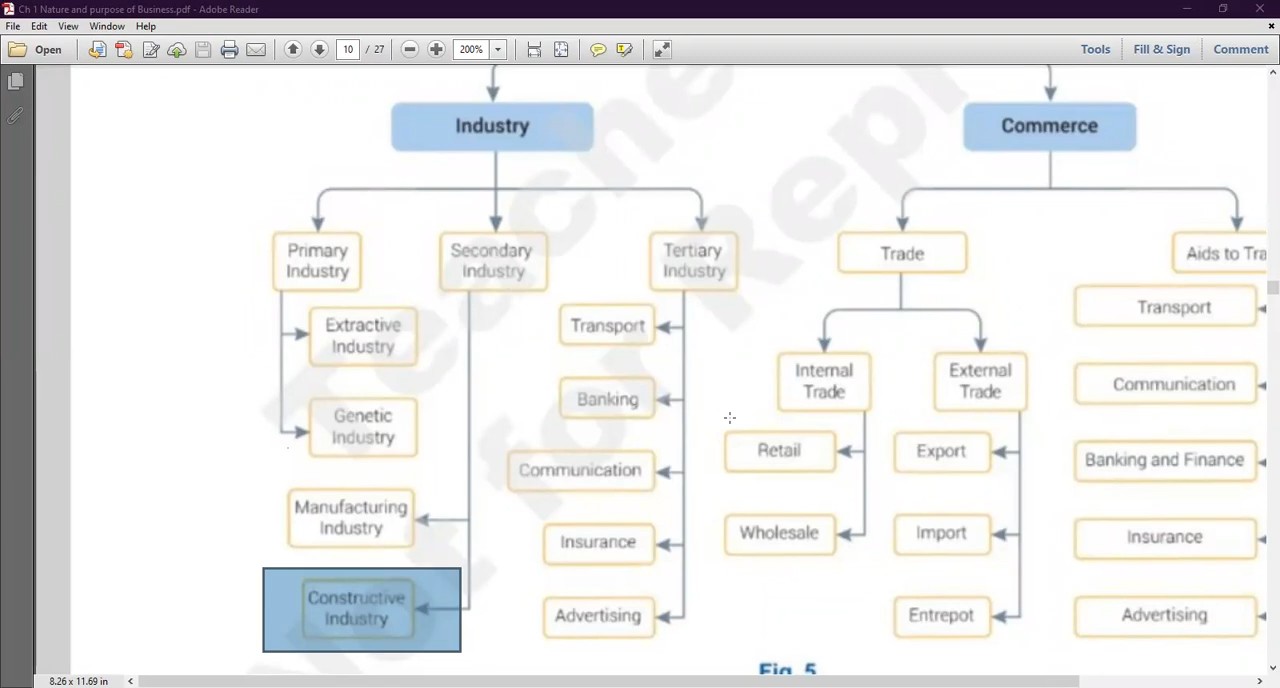 Ch 1 Nature and purpose of Business.pdf - Adobe Reader
File Edit View Window Help
Open 10 / 27 200% Tools Fill & Sign Comment
Industry Commerce
Primary
Industry
Secondary
Industry
Tertiary
Industry
Trade
Aids to Tra
Extractive
Industry
Genetic
Industry
Manufacturing
Industry
Constructive
Industry
Transport
Banking
Communication
Insurance
Advertising
Internal
Trade
External
Trade
Retail
Wholesale
Export
Import
Entrepot
Transport
Communication
Banking and Finance
Insurance
Advertising
Fig. 5
8.26 x 11.69 in